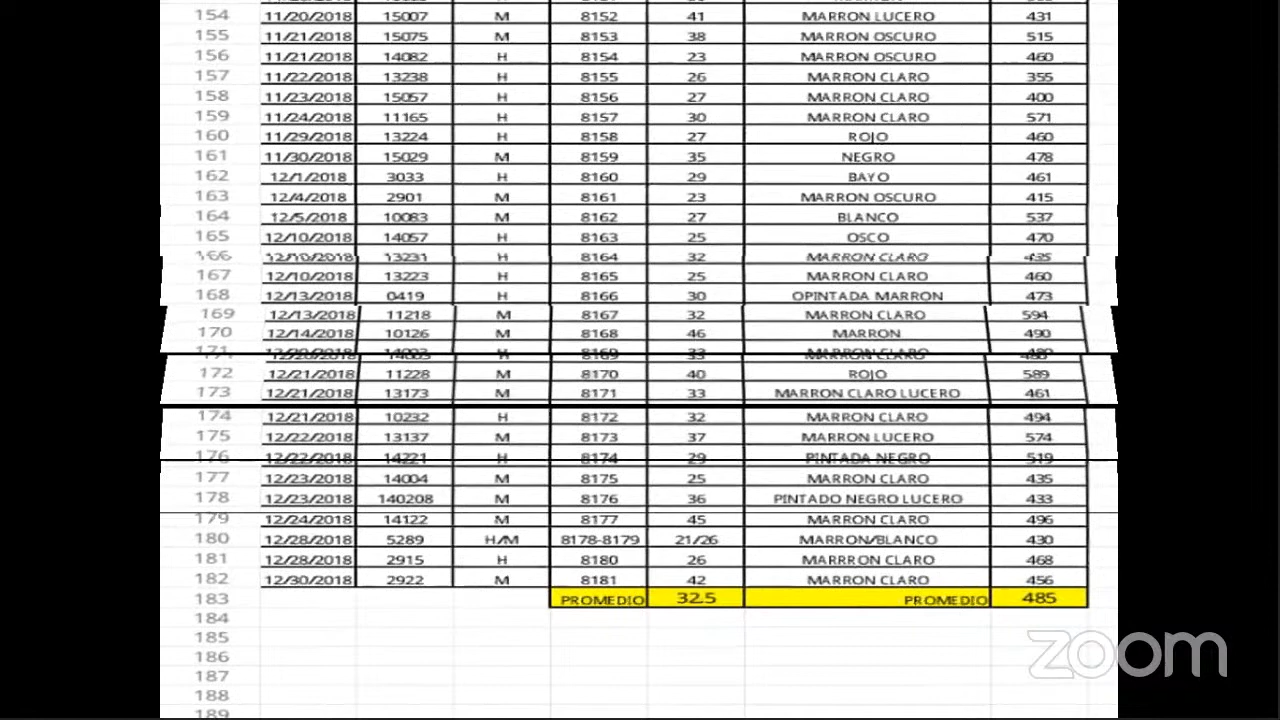 154 11/20/2018 15007 M 8152 41 MARRON LUCERO 431
155 11/21/2018 15075 M 8153 38 MARRON OSCURO 515
156 11/21/2018 14082 H 8154 23 MARRON OSCURO 460
157 11/22/2018 13238 H 8155 26 MARRON CLARO 355
158 11/23/2018 15057 H 8156 27 MARRON CLARO 400
159 11/24/2018 11165 H 8157 30 MARRON CLARO 571
160 11/29/2018 13224 H 8158 27 ROJO 460
161 11/30/2018 15029 M 8159 35 NEGRO 478
162 12/1/2018 3033 H 8160 29 BAYO 461
163 12/4/2018 2901 M 8161 23 MARRON OSCURO 415
164 12/5/2018 10083 M 8162 27 BLANCO 537
165 12/10/2018 14057 H 8163 25 OSCO 470
166 12/10/2018 13231 H 8164 32 MARRON CLARO 435
167 12/10/2018 13223 H 8165 25 MARRON CLARO 460
168 12/13/2018 0419 H 8166 30 OPINTADA MARRON 473
169 12/13/2018 11218 M 8167 32 MARRON CLARO 594
170 12/14/2018 10126 M 8168 46 MARRON 490
171 12/20/2018 H 8169 33 MARRON CLARO
172 12/21/2018 11228 M 8170 40 ROJO 589
173 12/21/2018 13173 M 8171 33 MARRON CLARO LUCERO 461
174 12/21/2018 10232 H 8172 32 MARRON CLARO 494
175 12/22/2018 13137 M 8173 37 MARRON LUCERO 574
176 12/22/2018 14221 H 8174 29 PINTADA NEGRO 519
177 12/23/2018 14004 M 8175 25 MARRON CLARO 435
178 12/23/2018 140208 M 8176 36 PINTADO NEGRO LUCERO 433
179 12/24/2018 14122 M 8177 45 MARRON CLARO 496
180 12/28/2018 5289 H/M 8178-8179 21/26 MARRON/BLANCO 430
181 12/28/2018 2915 H 8180 26 MARRRON CLARO 468
182 12/30/2018 2922 M 8181 42 MARRON CLARO 456
183 PROMEDIO 32.5 PROMEDIO 485
184
185
186
187
188
189
zoom